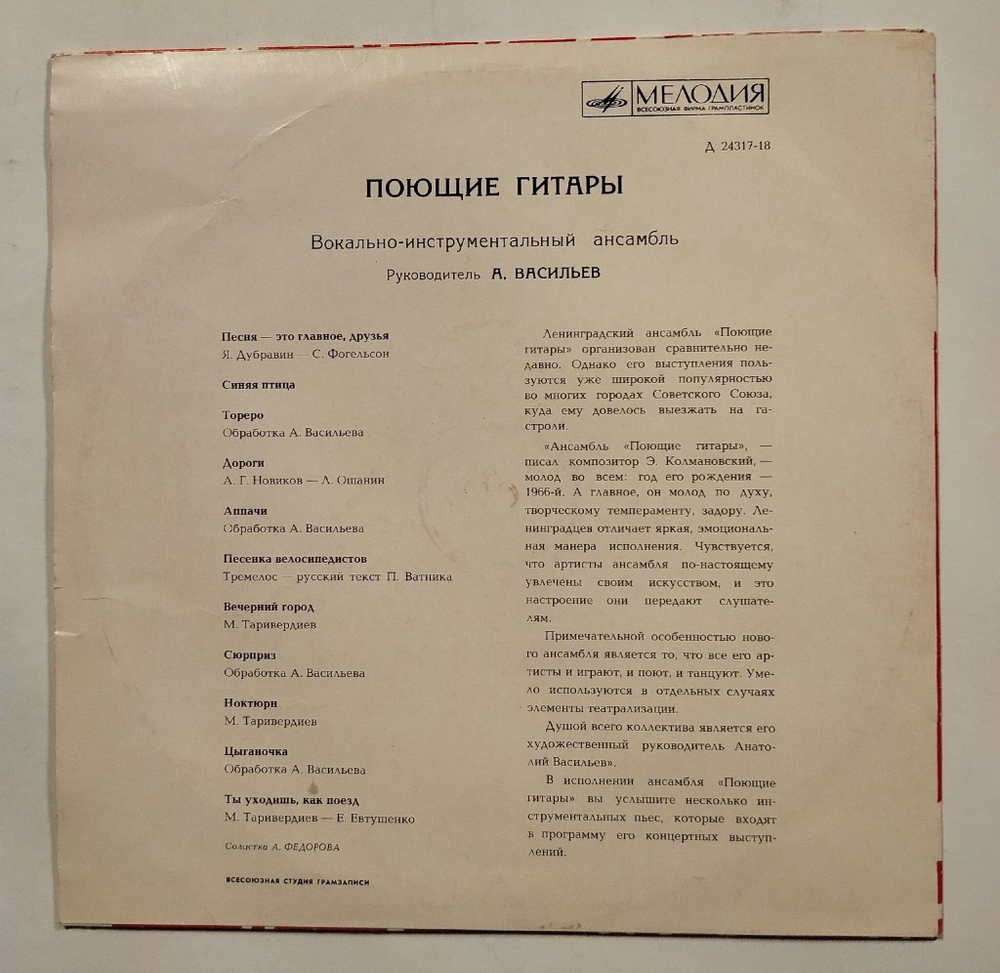 МЕЛОДИЯ
ВСЕСОЮЗНАЯ ФИРМА ГРАМПЛАСТИНОК
Д 24317-18
ПОЮЩИЕ ГИТАРЫ
Вокально-инструментальный ансамбль
Руководитель А. ВАСИЛЬЕВ
Песня — это главное, друзья
Я. Дубравин — С. Фогельсон
Синяя птица
Тореро
Обработка А. Васильева
Дороги
А. Г. Новиков — Л. Ошанин
Аппачи
Обработка А. Васильева
Песенка велосипедистов
Тремелос — русский текст П. Ватника
Вечерний город
М. Таривердиев
Сюрприз
Обработка А. Васильева
Ноктюрн
М. Таривердиев
Цыганочка
Обработка А. Васильева
Ты уходишь, как поезд
М. Таривердиев — Е. Евтушенко
Солистка А. ФЕДОРОВА
ВСЕСОЮЗНАЯ СТУДИЯ ГРАМЗАПИСИ
Ленинградский ансамбль «Поющие
гитары» организован сравнительно не-
давно. Однако его выступления поль-
зуются уже широкой популярностью
во многих городах Советского Союза,
куда ему довелось выезжать на га-
строли.
«Ансамбль «Поющие гитары», —
писал композитор Э. Колмановский, —
молод во всем: год его рождения —
1966-й. А главное, он молод по духу,
творческому темпераменту, задору. Ле-
нинградцев отличает яркая, эмоциональ-
ная манера исполнения. Чувствуется,
что артисты ансамбля по-настоящему
увлечены своим искусством, и это
настроение они передают слушате-
лям.
Примечательной особенностью ново-
го ансамбля является то, что все его ар-
тисты и играют, и поют, и танцуют. Уме-
ло используются в отдельных случаях
элементы театрализации.
Душой всего коллектива является его
художественный руководитель Анато-
лий Васильев».
В исполнении ансамбля «Поющие
гитары» вы услышите несколько ин-
струментальных пьес, которые входят
в программу его концертных выступ-
лений.